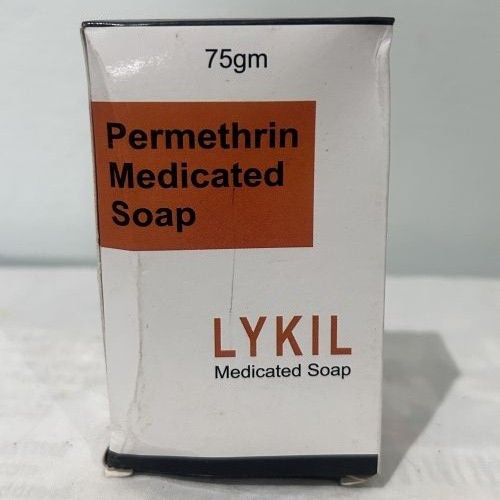 75gm
Permethrin
Medicated
Soap
LYKIL
Medicated Soap